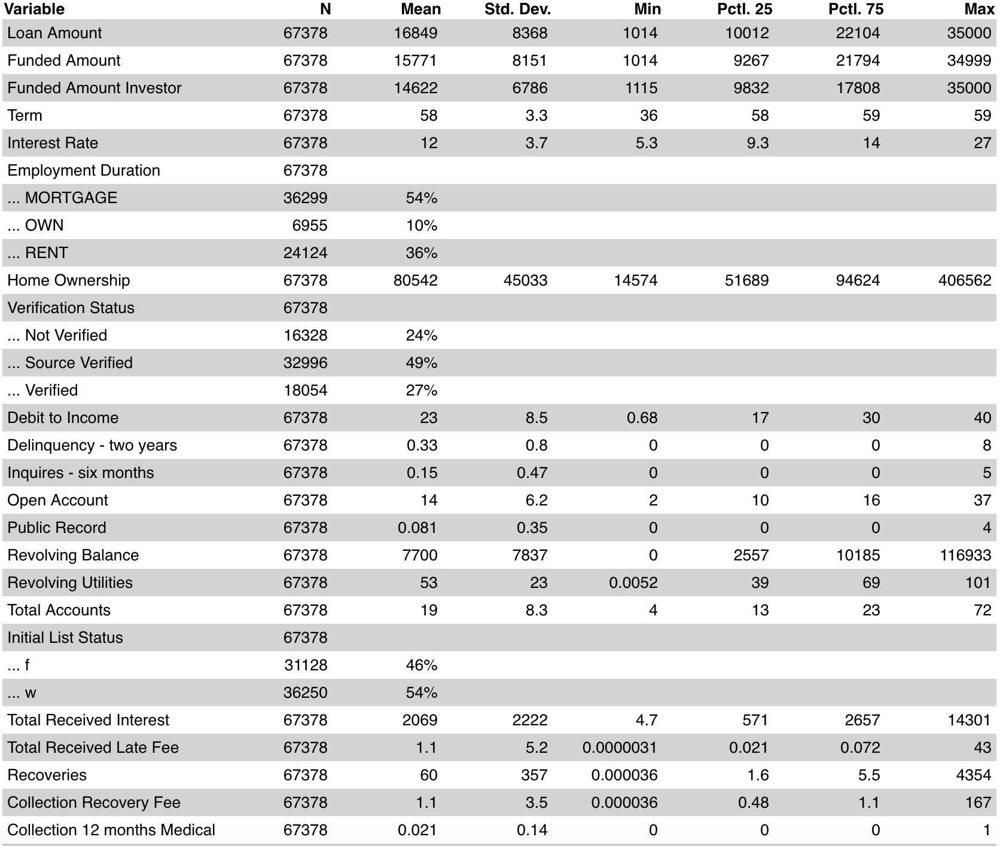 Variable N Mean Std. Dev. Min Pctl. 25 Pctl. 75 Max
Loan Amount 67378 16849 8368 1014 10012 22104 35000
Funded Amount 67378 15771 8151 1014 9267 21794 34999
Funded Amount Investor 67378 14622 6786 1115 9832 17808 35000
Term 67378 58 3.3 36 58 59 59
Interest Rate 67378 12 3.7 5.3 9.3 14 27
Employment Duration 67378
... MORTGAGE 36299 54%
... OWN 6955 10%
... RENT 24124 36%
Home Ownership 67378 80542 45033 14574 51689 94624 406562
Verification Status 67378
... Not Verified 16328 24%
... Source Verified 32996 49%
... Verified 18054 27%
Debit to Income 67378 23 8.5 0.68 17 30 40
Delinquency - two years 67378 0.33 0.8 0 0 0 8
Inquires - six months 67378 0.15 0.47 0 0 0 5
Open Account 67378 14 6.2 2 10 16 37
Public Record 67378 0.081 0.35 0 0 0 4
Revolving Balance 67378 7700 7837 0 2557 10185 116933
Revolving Utilities 67378 53 23 0.0052 39 69 101
Total Accounts 67378 19 8.3 4 13 23 72
Initial List Status 67378
... f 31128 46%
... w 36250 54%
Total Received Interest 67378 2069 2222 4.7 571 2657 14301
Total Received Late Fee 67378 1.1 5.2 0.0000031 0.021 0.072 43
Recoveries 67378 60 357 0.000036 1.6 5.5 4354
Collection Recovery Fee 67378 1.1 3.5 0.000036 0.48 1.1 167
Collection 12 months Medical 67378 0.021 0.14 0 0 0 1